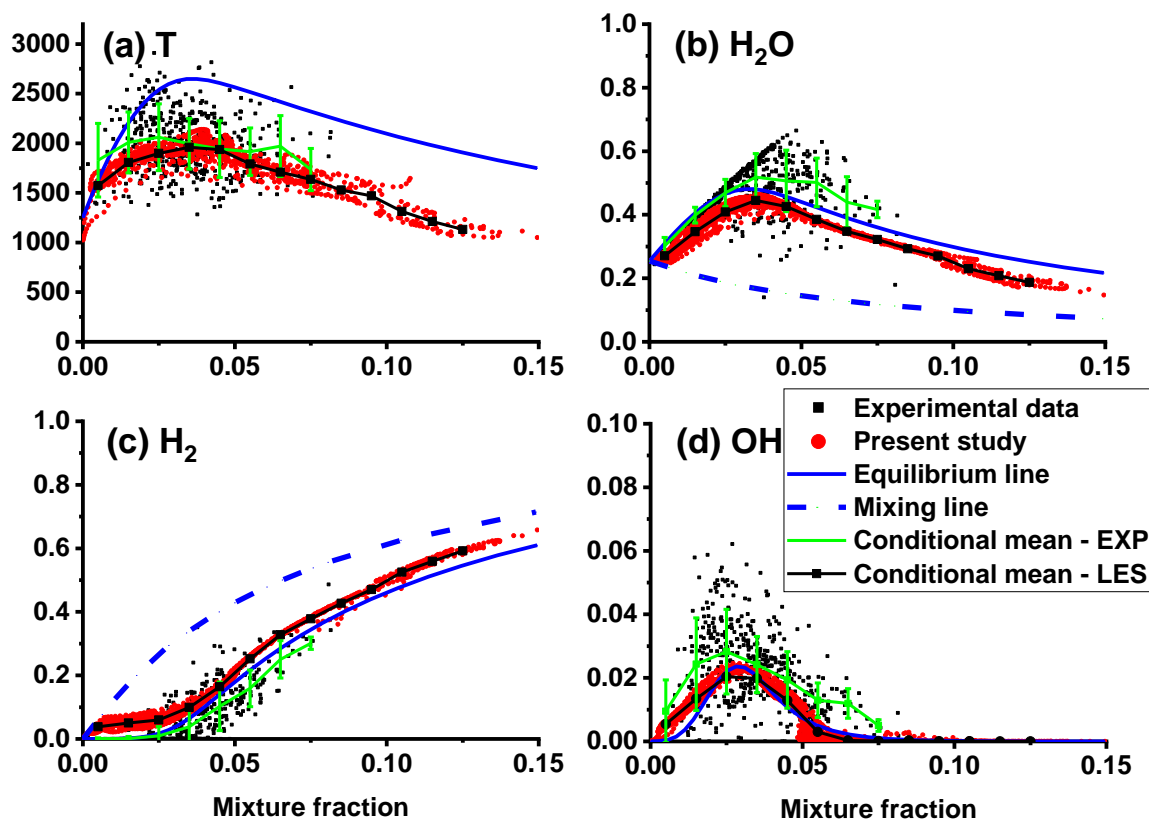 (a) T
(b) H2O
3000
2500
2000
1500
1000
500
0
0.00 0.05 0.10 0.15
1.0
0.8
0.6
0.4
0.2
0.0
0.00 0.05 0.10 0.15
(c) H2
(d) OH
1.0
0.8
0.6
0.4
0.2
0.0
0.00 0.05 0.10 0.15
Mixture fraction
0.10
0.08
0.06
0.04
0.02
0.00
0.00 0.05 0.10 0.15
Mixture fraction
Experimental data
Present study
Equilibrium line
Mixing line
Conditional mean - EXP
Conditional mean - LES